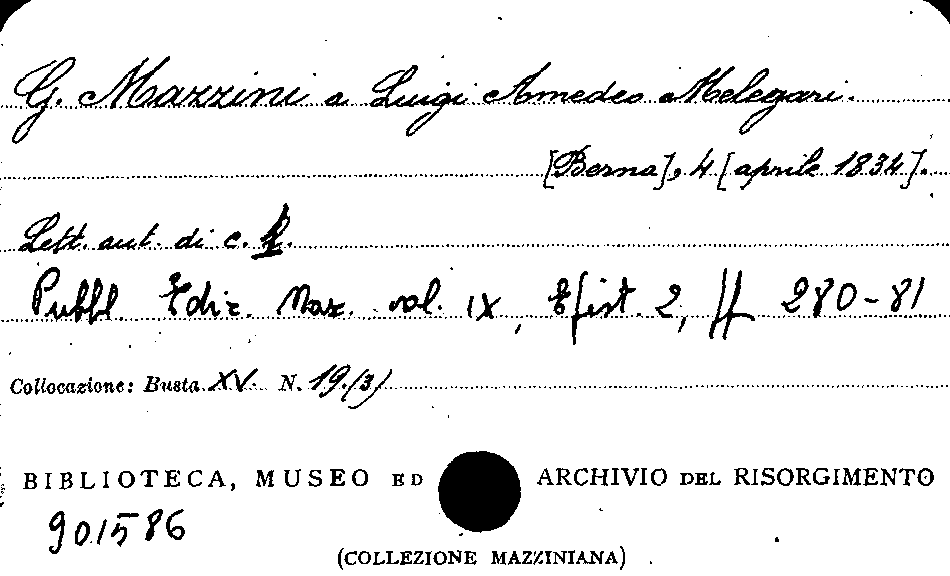 G. Mazzini a Luigi Amedeo Melegari.
[Berna], 4 [aprile 1834].
Lett. aut. di c.
Pubbl. Ediz. Naz. vol. IX, Epist. 2, pp 280-81
Collocazione: Busta XV. N. 19.(3)
BIBLIOTECA, MUSEO ED ARCHIVIO DEL RISORGIMENTO
901586
(COLLEZIONE MAZZINIANA)